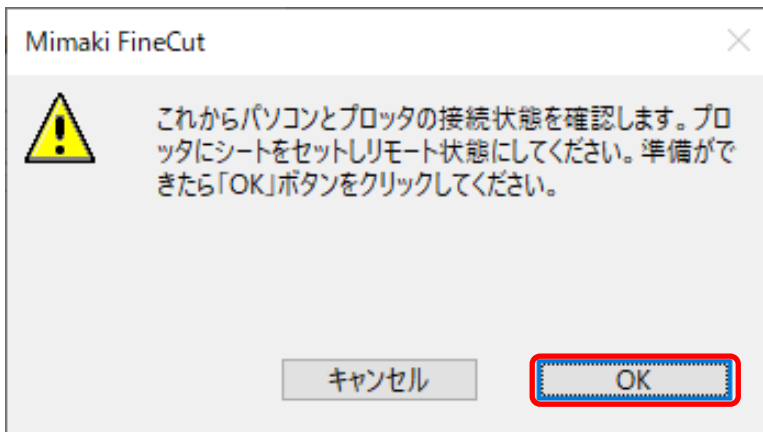 Mimaki FineCut
これからパソコンとプロッタの接続状態を確認します。プロ
ッタにシートをセットしリモート状態にしてください。準備がで
きたら「OK」ボタンをクリックしてください。
キャンセル
OK